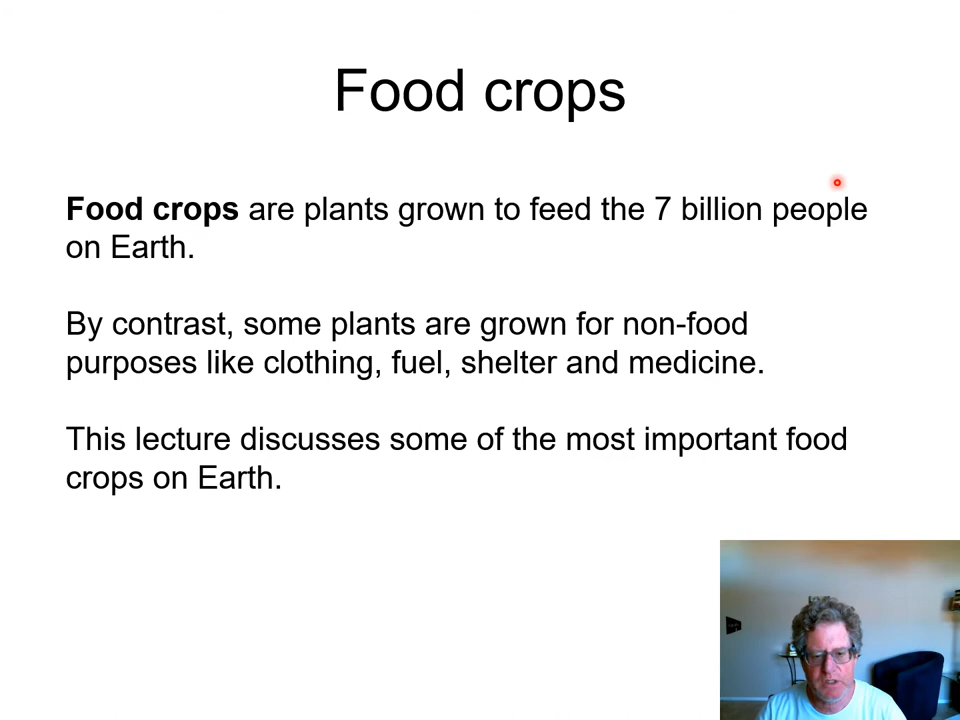 Food crops
Food crops are plants grown to feed the 7 billion people
on Earth.
By contrast, some plants are grown for non-food
purposes like clothing, fuel, shelter and medicine.
This lecture discusses some of the most important food
crops on Earth.